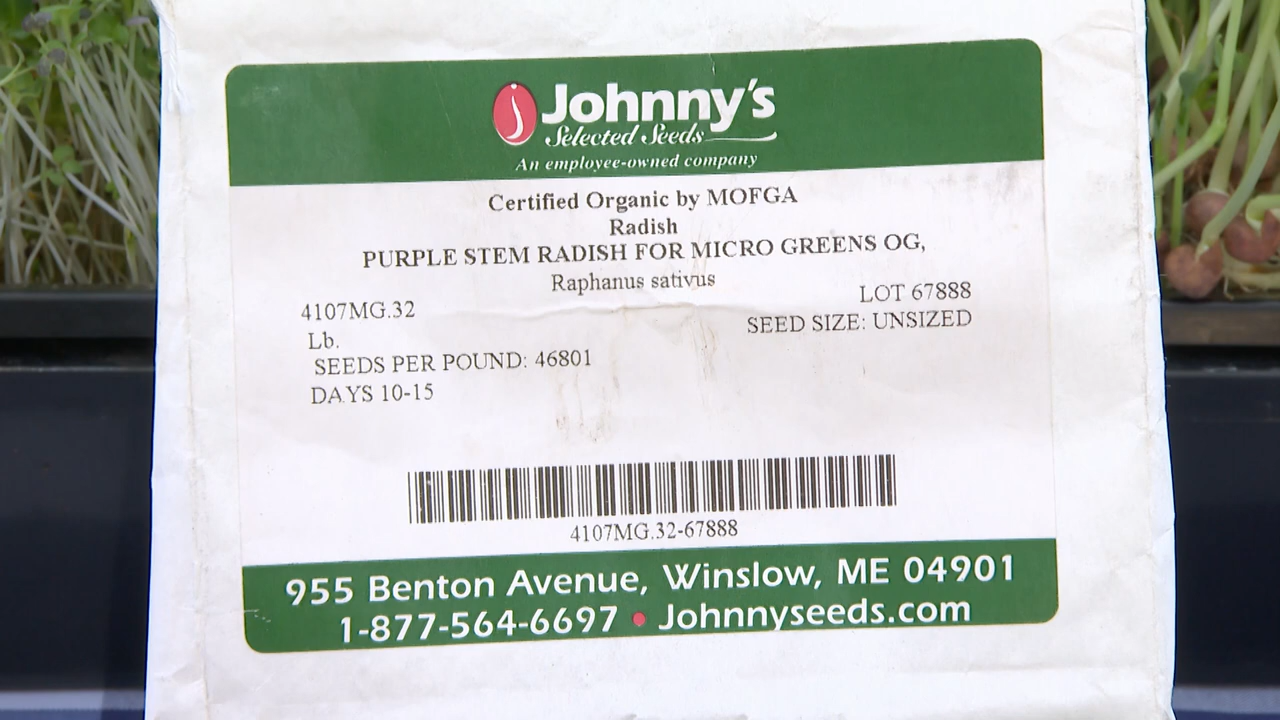 Johnny's
Selected Seeds
An employee-owned company
Certified Organic by MOFGA
Radish
PURPLE STEM RADISH FOR MICRO GREENS OG,
Raphanus sativus
4107MG.32 LOT 67888
Lb. SEED SIZE: UNSIZED
SEEDS PER POUND: 46801
DAYS 10-15
4107MG.32-67888
955 Benton Avenue, Winslow, ME 04901
1-877-564-6697 • Johnnyseeds.com